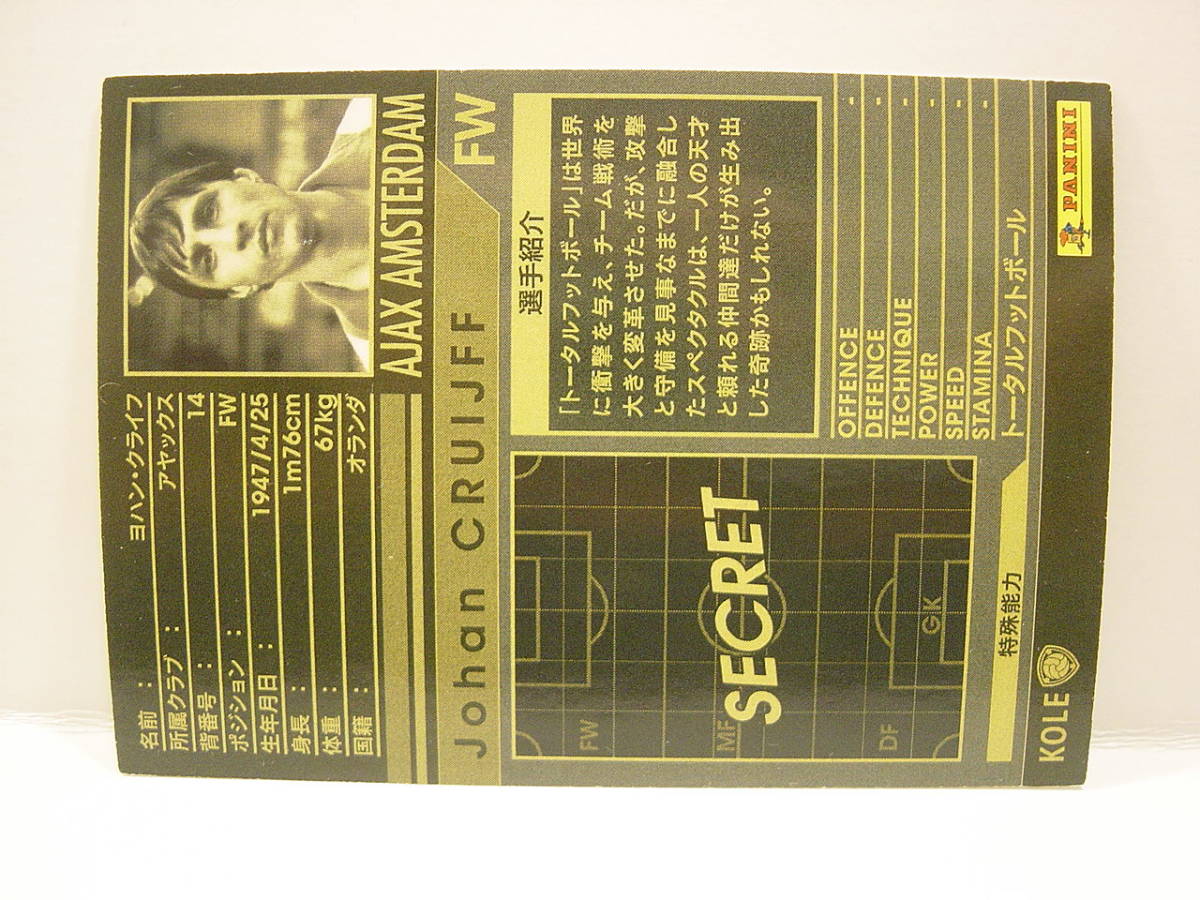 名前 : ヨハン・クライフ
所属クラブ : アヤックス
背番号 : 14
ポジション : FW
生年月日 : 1947/4/25
身長 : 1m76cm
体重 : 67kg
国籍 : オランダ
AJAX AMSTERDAM
Johan CRUIJFF FW
選手紹介
「トータルフットボール」は世界
に衝撃を与え、チーム戦術を
大きく変革させた。だが、攻撃
と守備を見事なまでに融合し
たスペクタクルは、一人の天才
と頼れる仲間達だけが生み出
した奇跡かもしれない。
FW
MF
DF
GK
SECRET
OFFENCE -
DEFENCE -
TECHNIQUE -
POWER -
SPEED -
STAMINA -
特殊能力 トータルフットボール
KOLE
PANINI